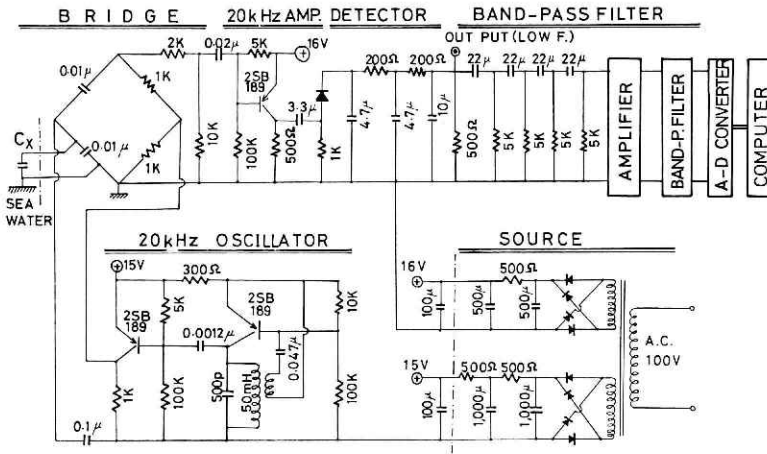 BRIDGE
20kHz AMP.
DETECTOR
BAND-PASS FILTER
2K
0.02μ
5K
16V
OUT PUT (LOW F.)
0.01μ
1K
2SB
189
200Ω
200Ω
22μ
22μ
22μ
22μ
3.3μ
CX
0.01μ
1K
10K
100K
500Ω
1K
4.7μ
4.7μ
10μ
500Ω
5K
5K
5K
5K
AMPLIFIER
BAND-P. FILTER
A-D CONVERTER
COMPUTER
SEA
WATER
20kHz OSCILLATOR
SOURCE
15V
300Ω
2SB
189
5K
2SB
189
10K
0.0012μ
0.047μ
1K
100K
500p
50mH
100K
0.1μ
16V
500Ω
100μ
500μ
500μ
15V
500Ω
500Ω
100μ
1,000μ
1,000μ
A.C.
100V